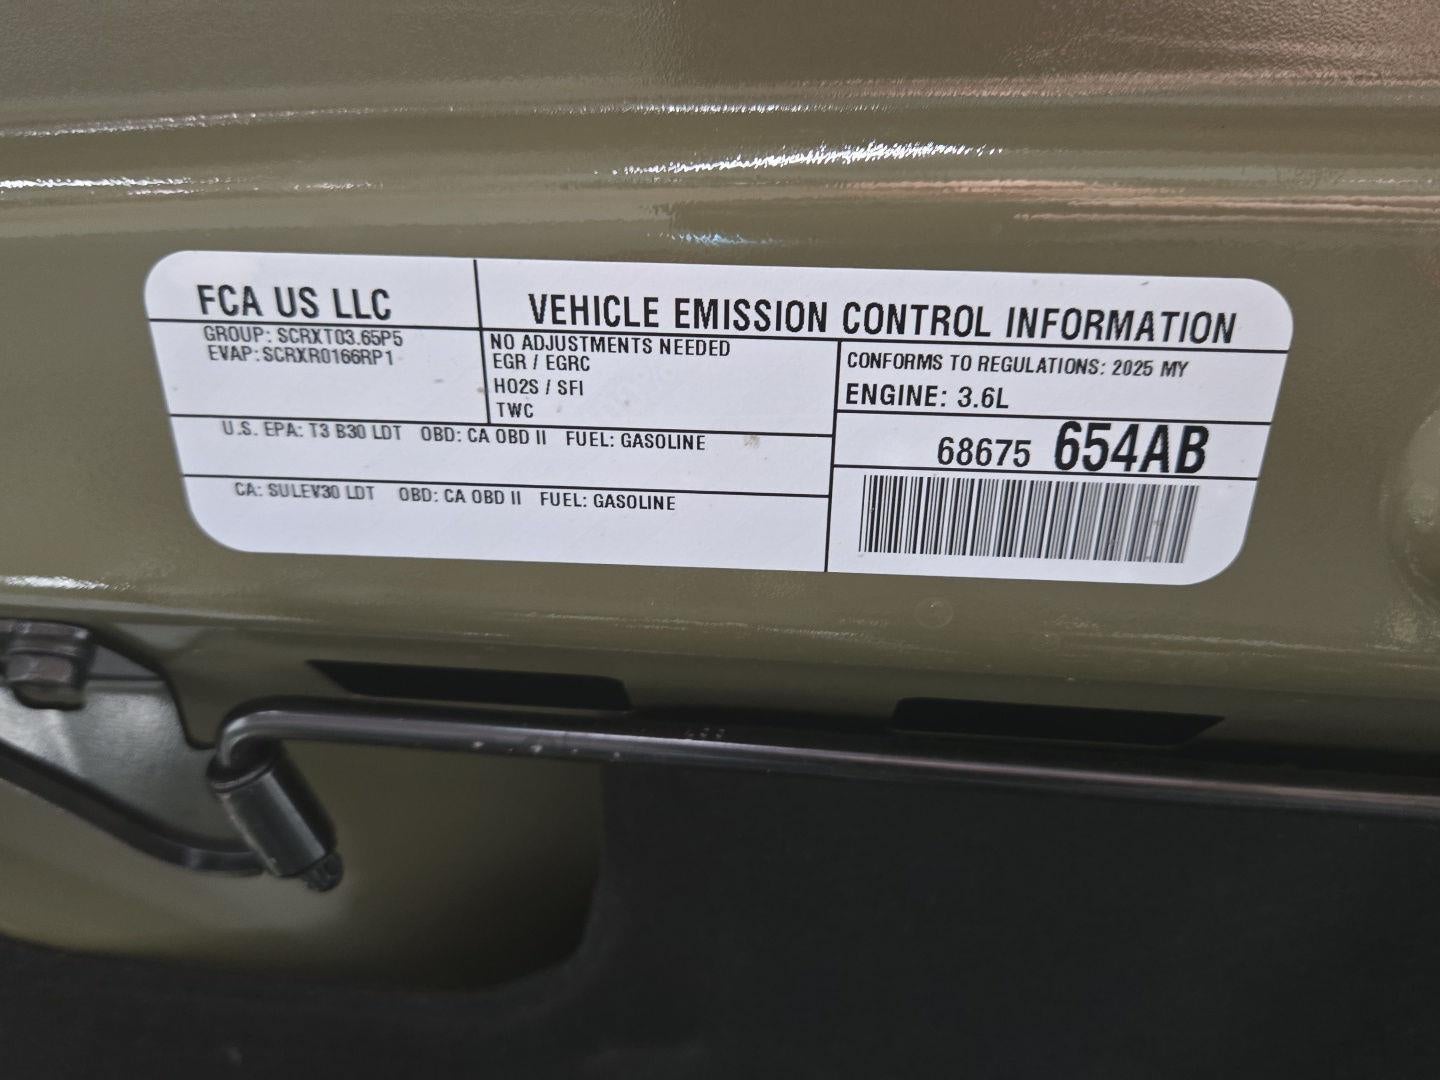 FCA US LLC
VEHICLE EMISSION CONTROL INFORMATION
GROUP: SCRXT03.65P5
EVAP: SCRXR0166RP1
NO ADJUSTMENTS NEEDED
EGR / EGRC
HO2S / SFI
TWC
CONFORMS TO REGULATIONS: 2025 MY
ENGINE: 3.6L
U.S. EPA: T3 B30 LDT OBD: CA OBD II FUEL: GASOLINE
68675 654AB
CA: SULEV30 LDT OBD: CA OBD II FUEL: GASOLINE